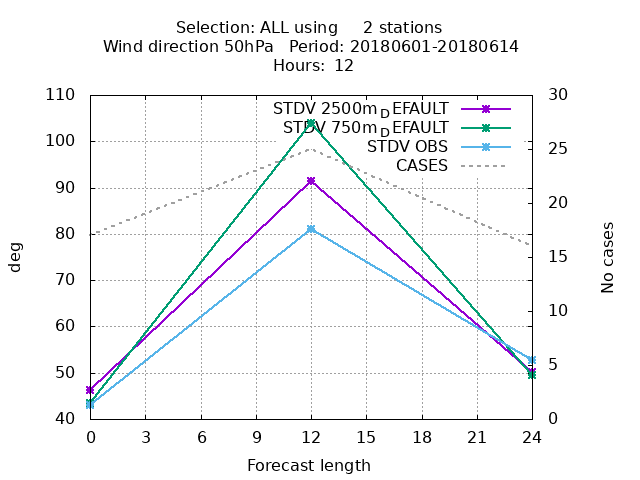 Selection: ALL using     2 stations
Wind direction 50hPa   Period: 20180601-20180614
Hours: 12
STDV 2500m_DEFAULT
STDV 750m_DEFAULT
STDV OBS
CASES
110
100
90
80
70
60
50
40
30
25
20
15
10
5
0
deg
No cases
0 3 6 9 12 15 18 21 24
Forecast length